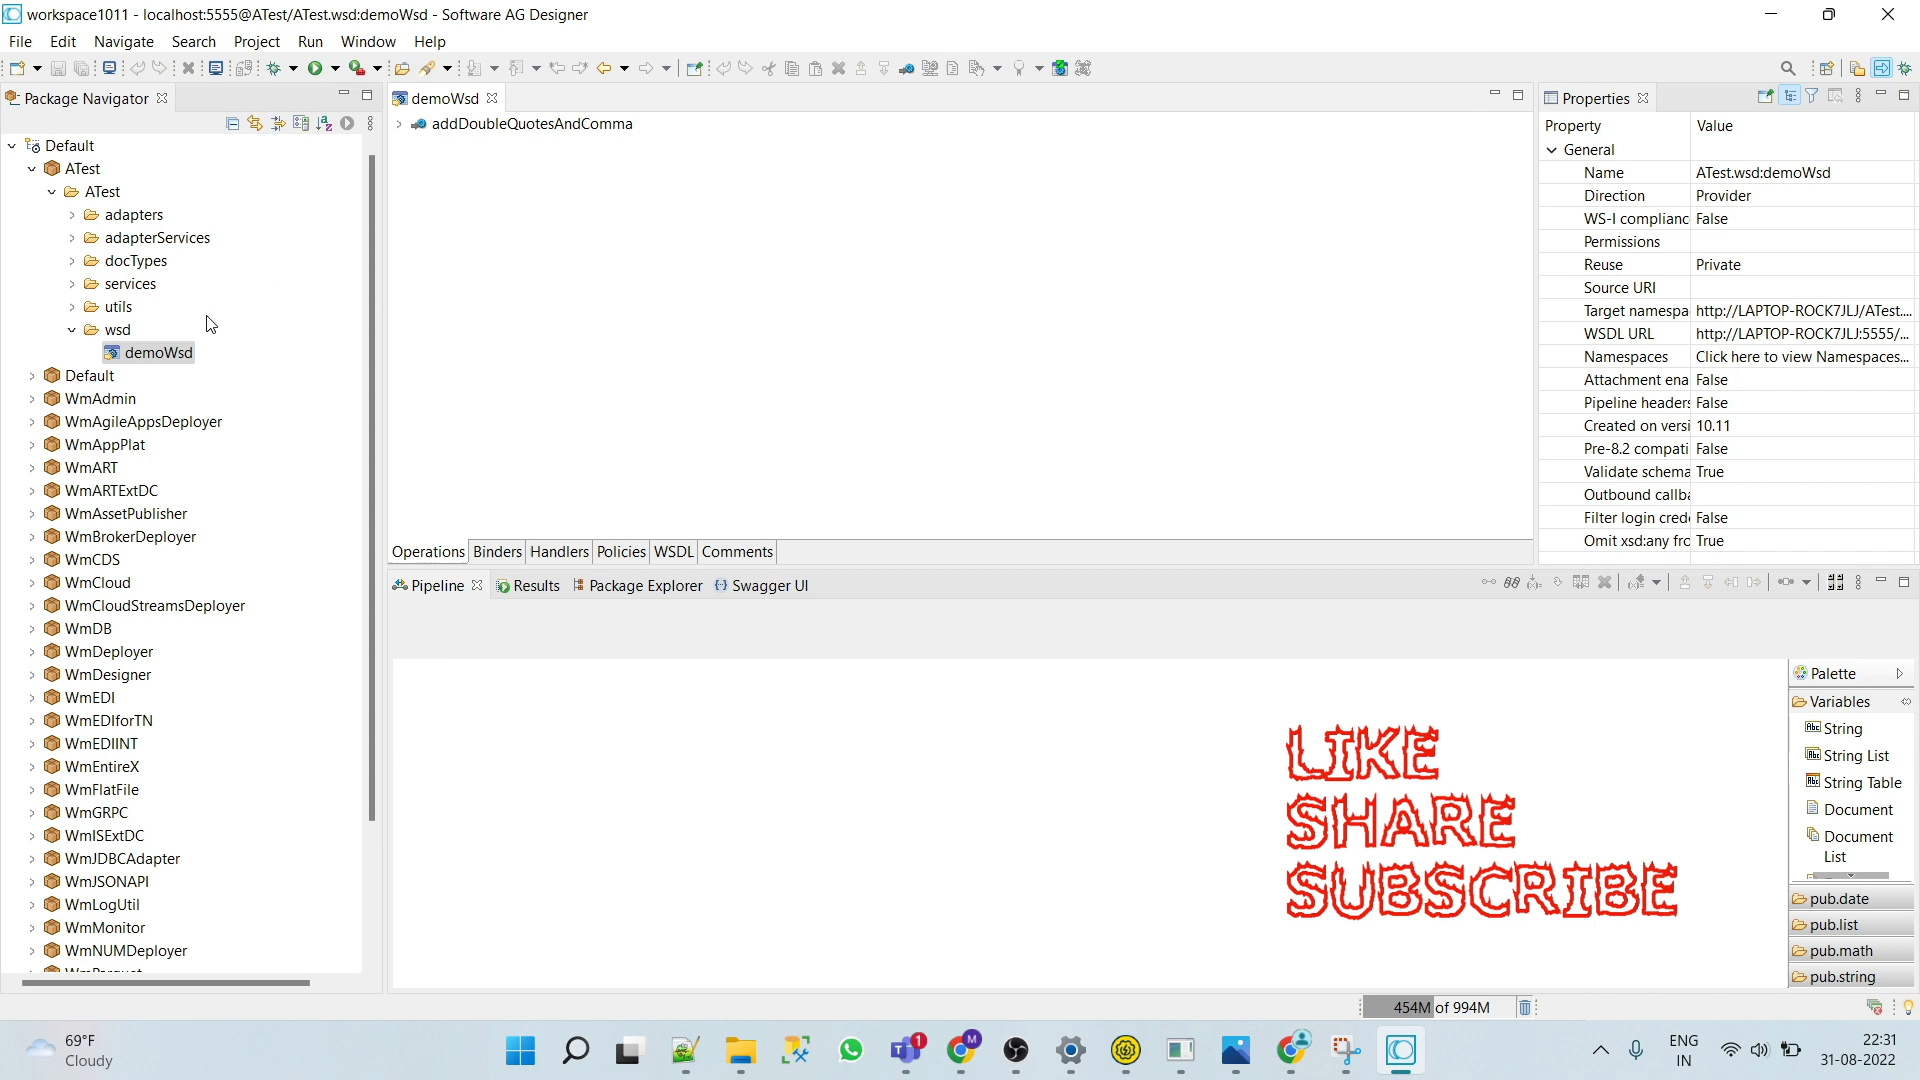 workspace1011 - localhost:5555@ATest/ATest.wsd:demoWsd - Software AG Designer
File Edit Navigate Search Project Run Window Help
Package Navigator
Default
ATest
ATest
adapters
adapterServices
docTypes
services
utils
wsd
demoWsd
Default
WmAdmin
WmAgileAppsDeployer
WmAppPlat
WmART
WmARTExtDC
WmAssetPublisher
WmBrokerDeployer
WmCDS
WmCloud
WmCloudStreamsDeployer
WmDB
WmDeployer
WmDesigner
WmEDI
WmEDIforTN
WmEDIINT
WmEntireX
WmFlatFile
WmGRPC
WmISExtDC
WmJDBCAdapter
WmJSONAPI
WmLogUtil
WmMonitor
WmNUMDeployer
demoWsd
addDoubleQuotesAndComma
Operations Binders Handlers Policies WSDL Comments
Properties
Property Value
General
Name ATest.wsd:demoWsd
Direction Provider
WS-I complianc False
Permissions
Reuse Private
Source URI
Target namespa http://LAPTOP-ROCK7JLJ/ATest....
WSDL URL http://LAPTOP-ROCK7JLJ:5555/...
Namespaces Click here to view Namespaces...
Attachment ena False
Pipeline headers False
Created on versi 10.11
Pre-8.2 compati False
Validate schema True
Outbound callba
Filter login cred False
Omit xsd:any fro True
Pipeline Results Package Explorer Swagger UI
LIKE
SHARE
SUBSCRIBE
Palette
Variables
String
String List
String Table
Document
Document
List
pub.date
pub.list
pub.math
pub.string
454M of 994M
69°F
Cloudy
1
M
ENG
IN
22:31
31-08-2022